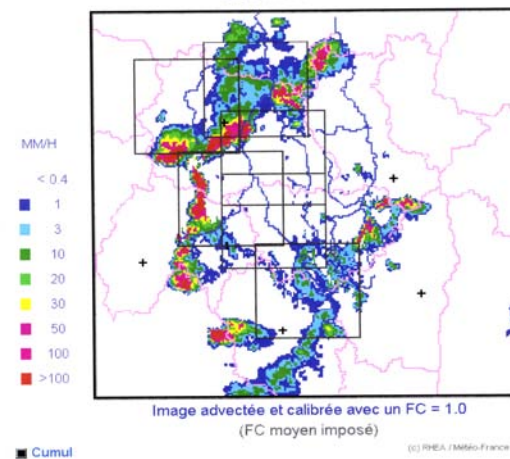 MM/H
< 0.4
1
3
10
20
30
50
100
>100
Image advectée et calibrée avec un FC = 1.0
(FC moyen imposé)
(c) RHEA / Météo-France
Cumul